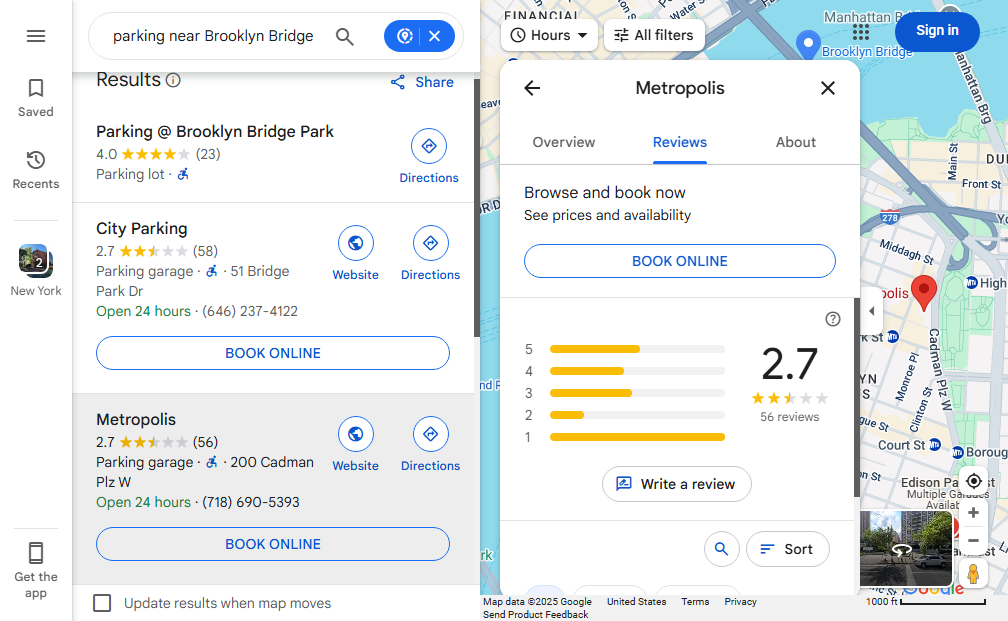 Saved
Recents
2
New York
Get the
app
parking near Brooklyn Bridge
Results
Share
Parking @ Brooklyn Bridge Park
4.0 (23)
Parking lot ·
Directions
City Parking
2.7 (58)
Parking garage · · 51 Bridge
Park Dr
Open 24 hours · (646) 237-4122
Website
Directions
BOOK ONLINE
Metropolis
2.7 (56)
Parking garage · · 200 Cadman
Plz W
Open 24 hours · (718) 690-5393
Website
Directions
BOOK ONLINE
Update results when map moves
FINANCIAL
Hours
All filters
Sign in
Metropolis
Overview
Reviews
About
Browse and book now
See prices and availability
BOOK ONLINE
5
4
3
2
1
2.7
56 reviews
Write a review
Sort
Water St
Manhattan Bridge
Brooklyn Bridge
Manhattan Brg
Main St
Front St
278
Middagh St
High
Cadman Plz W
Monroe Pl
Clinton St
Court St
Borough
Edison Pa
Multiple Garages
Availab
1000 ft
Google
Map data ©2025 Google
United States
Terms
Privacy
Send Product Feedback